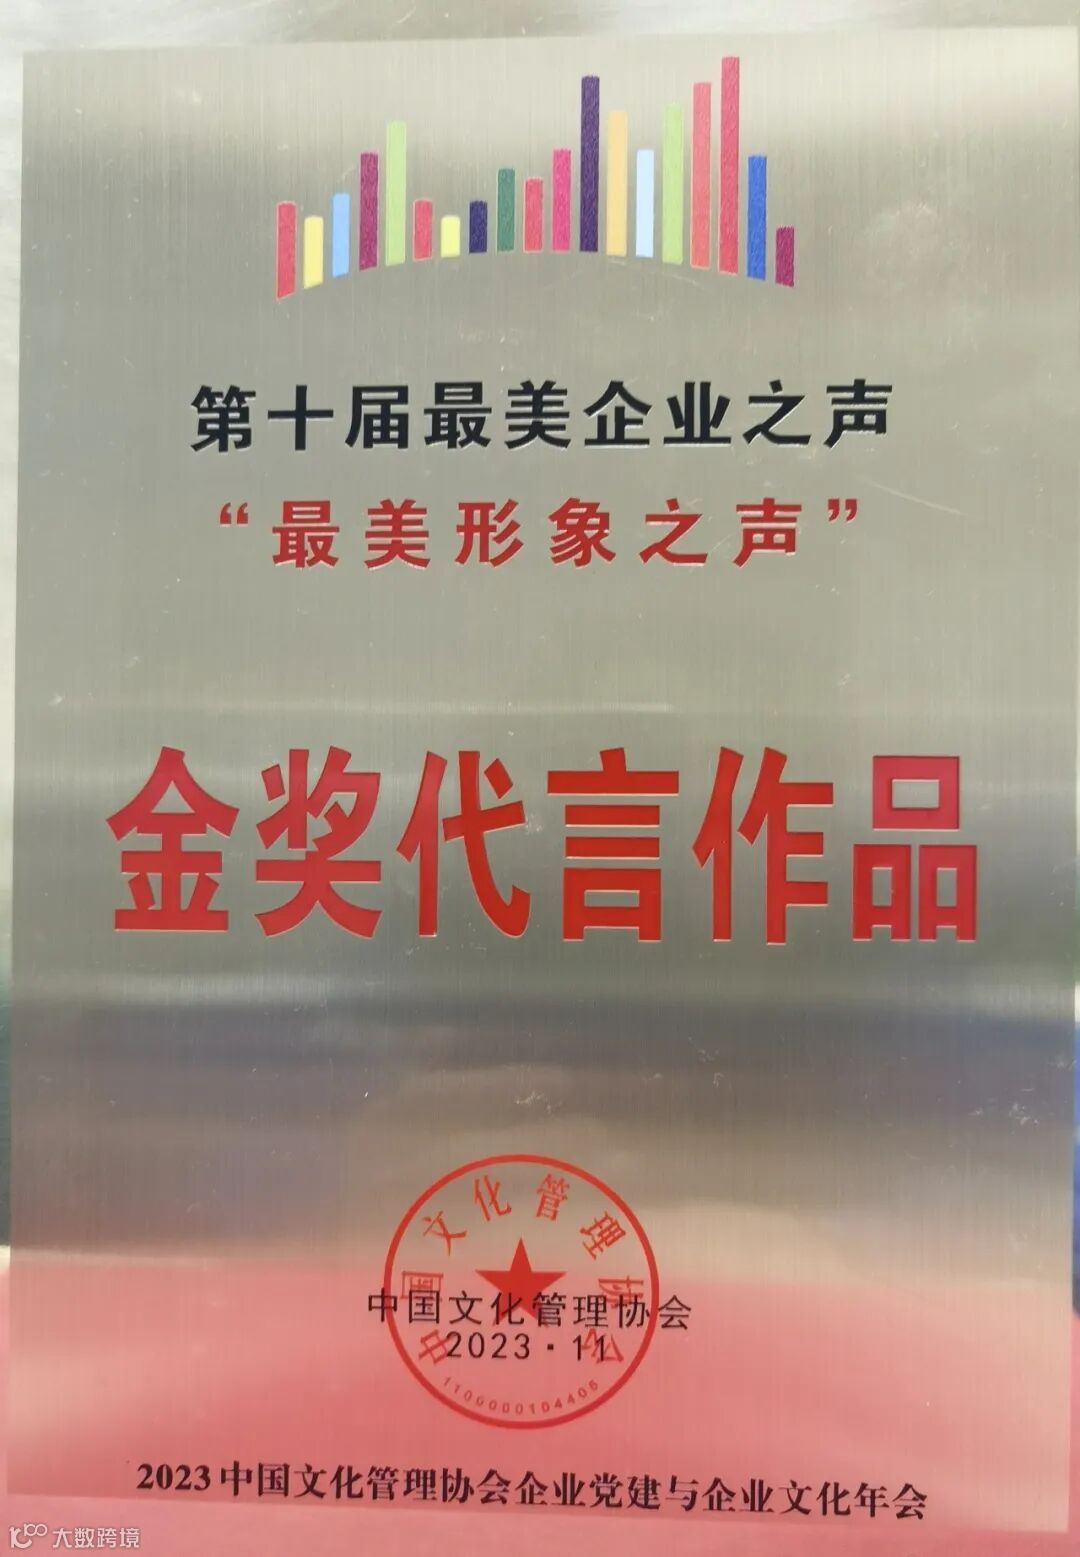 第十届最美企业之声
“最美形象之声”
金奖代言作品
中国文化管理协会
中国文化管理协会
2023·11
1100000104405
2023中国文化管理协会企业党建与企业文化年会
大数跨境